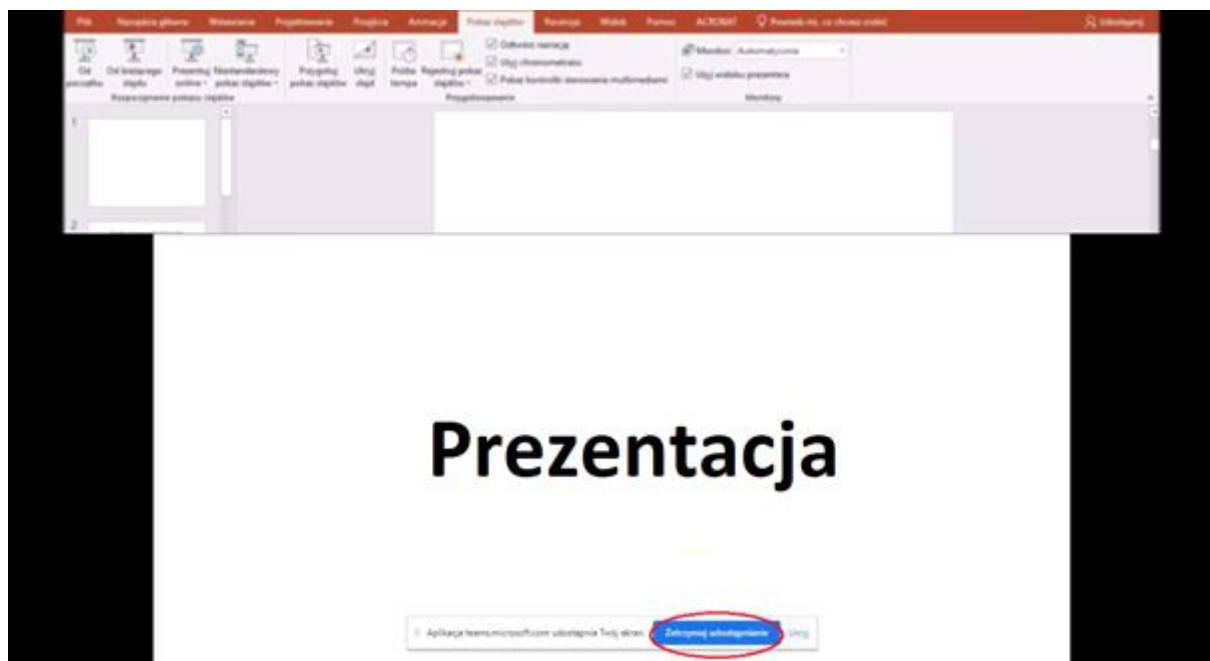 Plik Narzędzia główne Wstawianie Projektowanie Przejścia Animacje Pokaz slajdów Recenzja Widok Pomoc ACROBAT Powiedz mi, co chcesz zrobić Udostępnij
Od początku
Od bieżącego slajdu
Prezentuj online
Niestandardowy pokaz slajdów
Przygotuj pokaz slajdów
Ukryj slajd
Próba tempa
Rejestruj pokaz slajdów
Odtwórz narrację
Użyj chronometrażu
Pokaż kontrolki sterowania multimediami
Monitor: Automatycznie
Użyj widoku prezentera
Rozpoczynanie pokazu slajdów
Przygotowywanie
Monitory
1
2
Prezentacja
Aplikacja teams.microsoft.com udostępnia Twój ekran. Zatrzymaj udostępnianie Ukryj